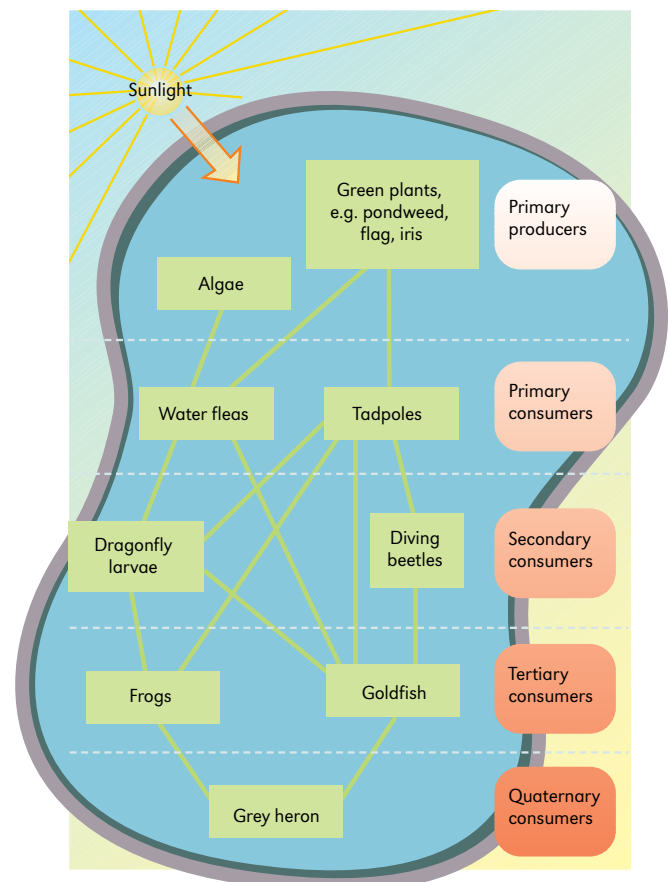 Sunlight
Green plants,
e.g. pondweed,
flag, iris
Primary
producers
Algae
Water fleas
Tadpoles
Primary
consumers
Dragonfly
larvae
Diving
beetles
Secondary
consumers
Frogs
Goldfish
Tertiary
consumers
Grey heron
Quaternary
consumers